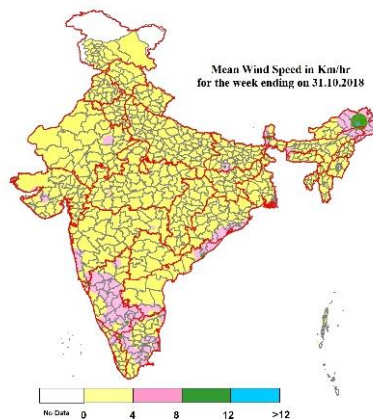 Mean Wind Speed in Km/hr
for the week ending on 31.10.2018
No Data 0 4 8 12 >12